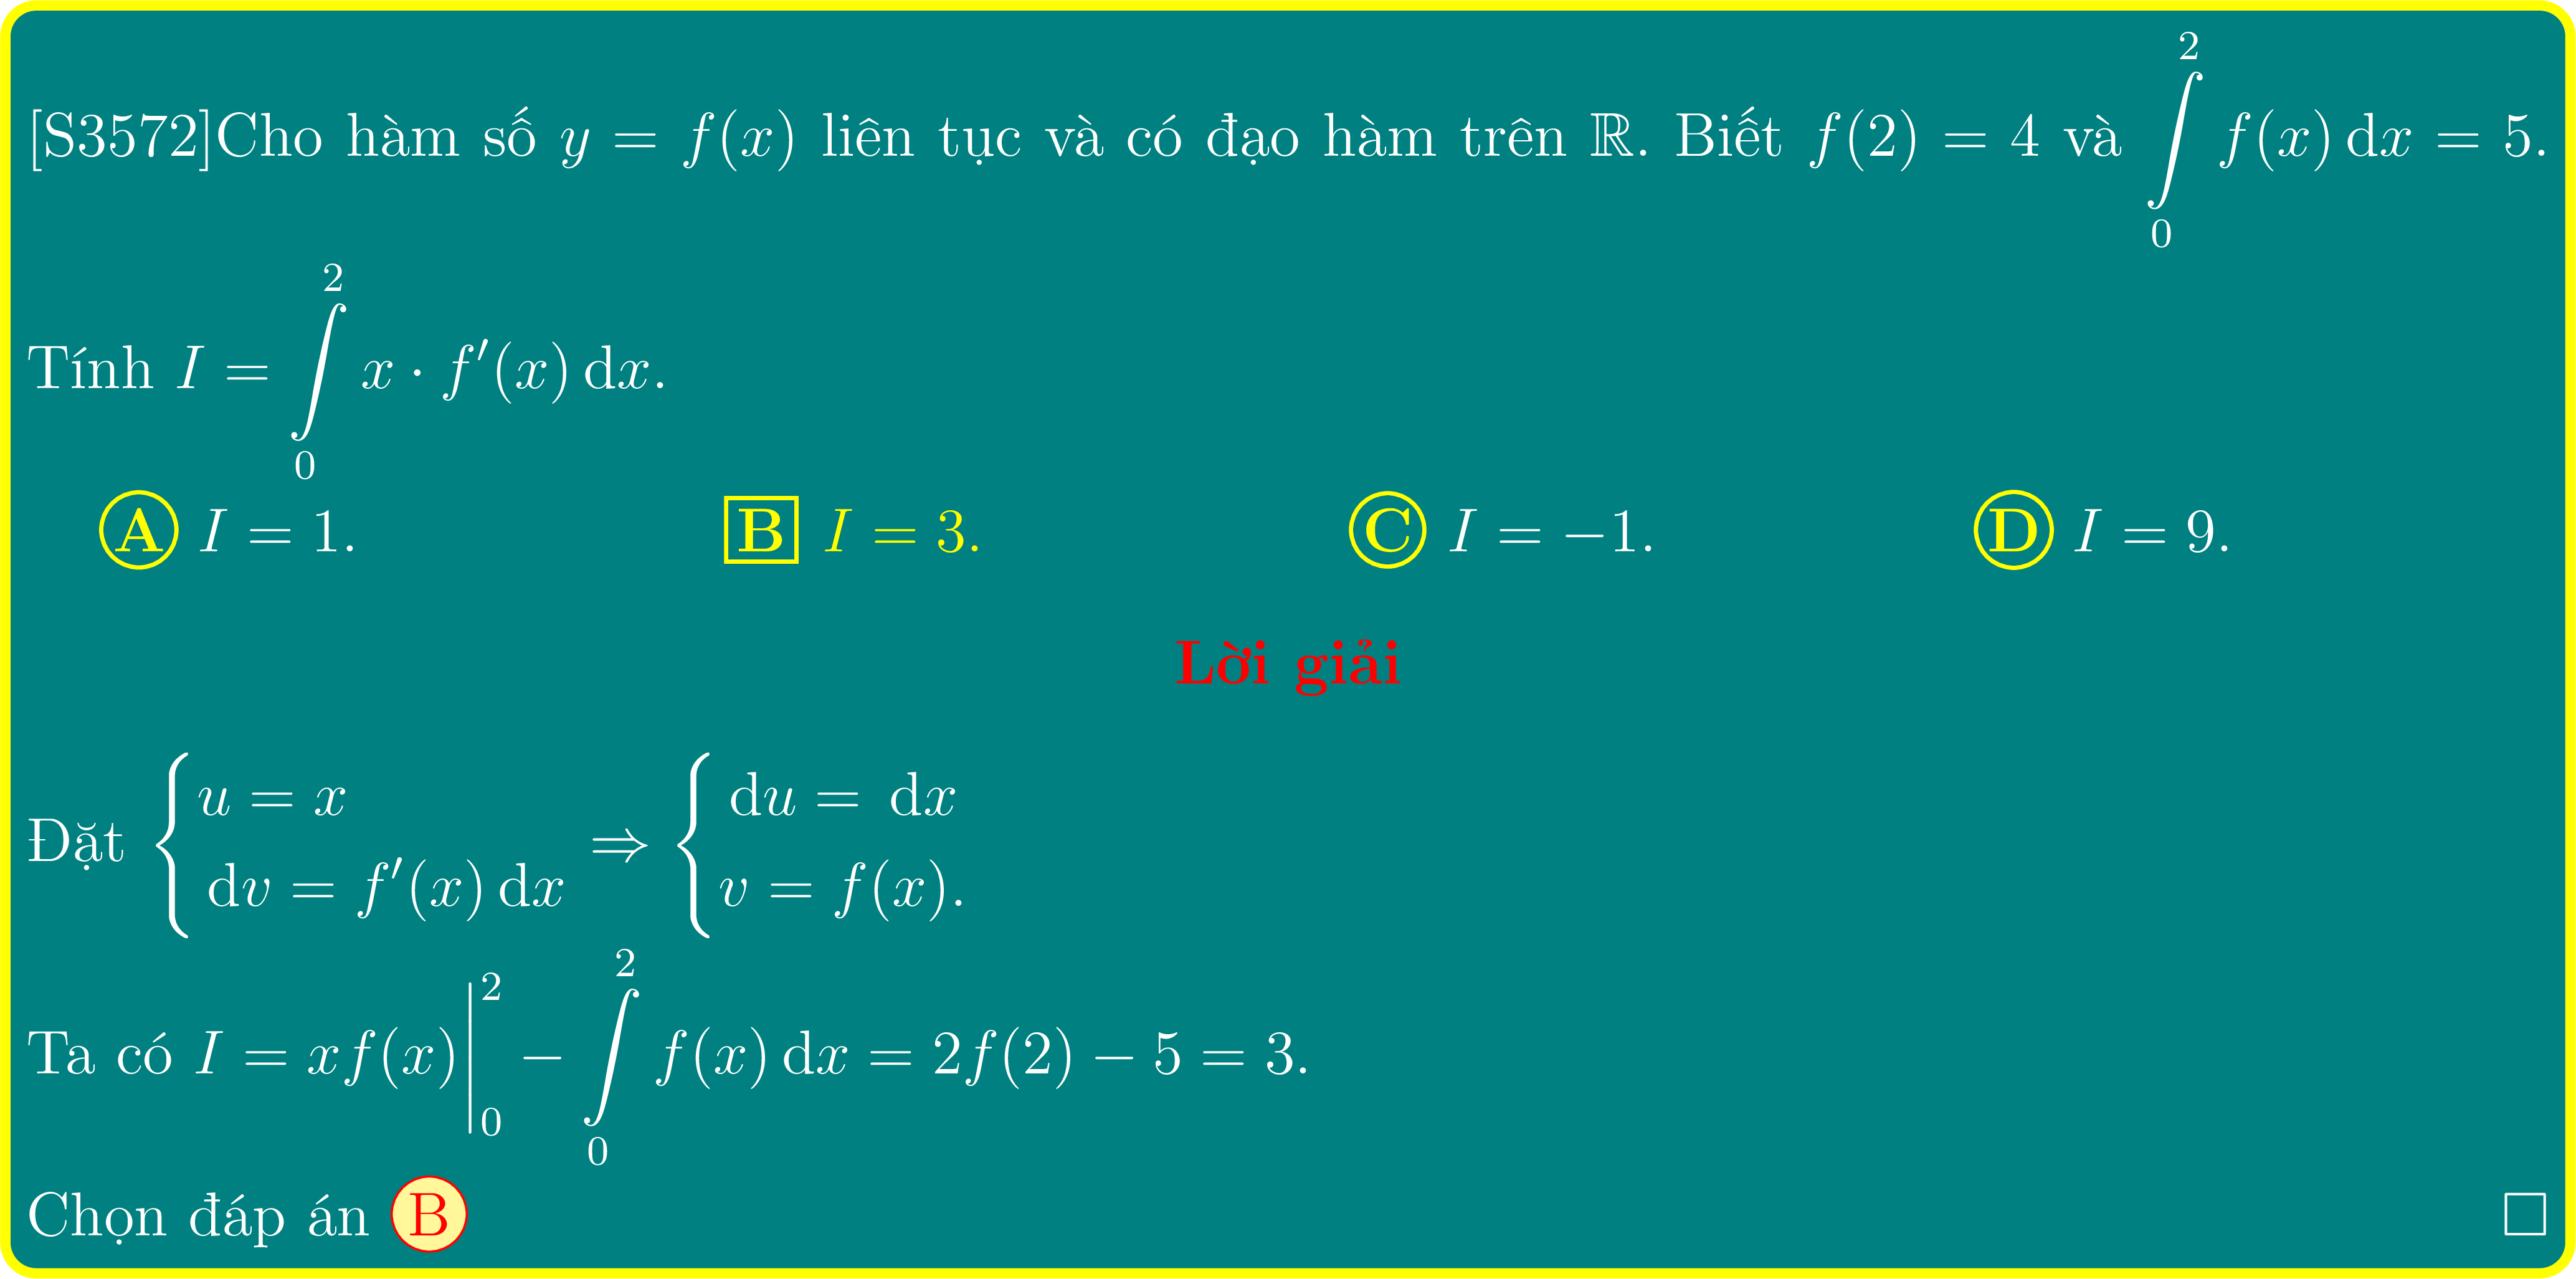 [S3572]Cho hàm số $y = f(x)$ liên tục và có đạo hàm trên $\mathbb{R}$. Biết $f(2) = 4$ và $\int\limits_0^2 f(x)\,\mathrm{d}x = 5$.
Tính $I = \int\limits_0^2 x \cdot f'(x)\,\mathrm{d}x$.
A $I = 1$. B $I = 3$. C $I = -1$. D $I = 9$.
Lời giải
Đặt $\begin{cases} u = x \\ \mathrm{d}v = f'(x)\,\mathrm{d}x \end{cases} \Rightarrow \begin{cases} \mathrm{d}u = \mathrm{d}x \\ v = f(x). \end{cases}$
Ta có $I = xf(x)\Big|_0^2 - \int\limits_0^2 f(x)\,\mathrm{d}x = 2f(2) - 5 = 3$.
Chọn đáp án B □